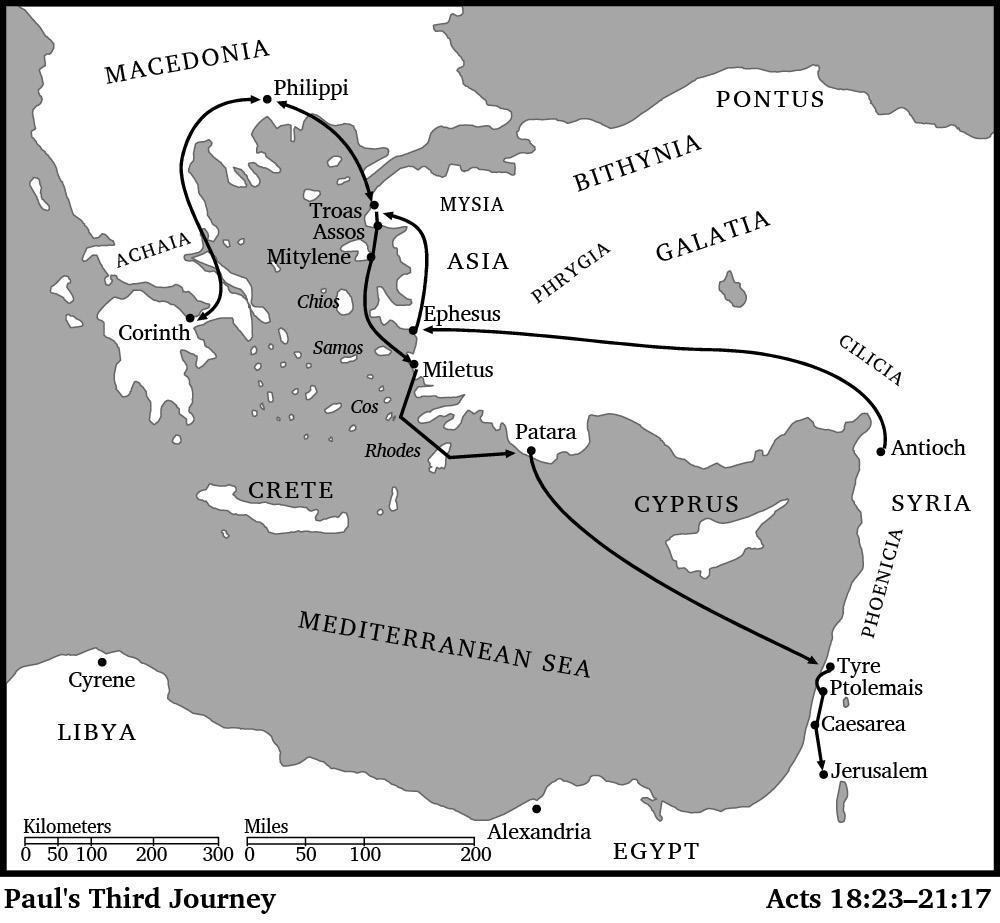 MACEDONIA
Philippi
PONTUS
BITHYNIA
MYSIA
Troas
Assos
GALATIA
ACHAIA
Mitylene
ASIA
PHRYGIA
Chios
Ephesus
Corinth
Samos
CILICIA
Miletus
Cos
Patara
Rhodes
Antioch
CRETE
CYPRUS
SYRIA
PHOENICIA
MEDITERRANEAN SEA
Tyre
Cyrene
Ptolemais
LIBYA
Caesarea
Jerusalem
Kilometers
0 50 100 200 300
Miles
0 50 100 200
Alexandria
EGYPT
Paul's Third Journey
Acts 18:23–21:17